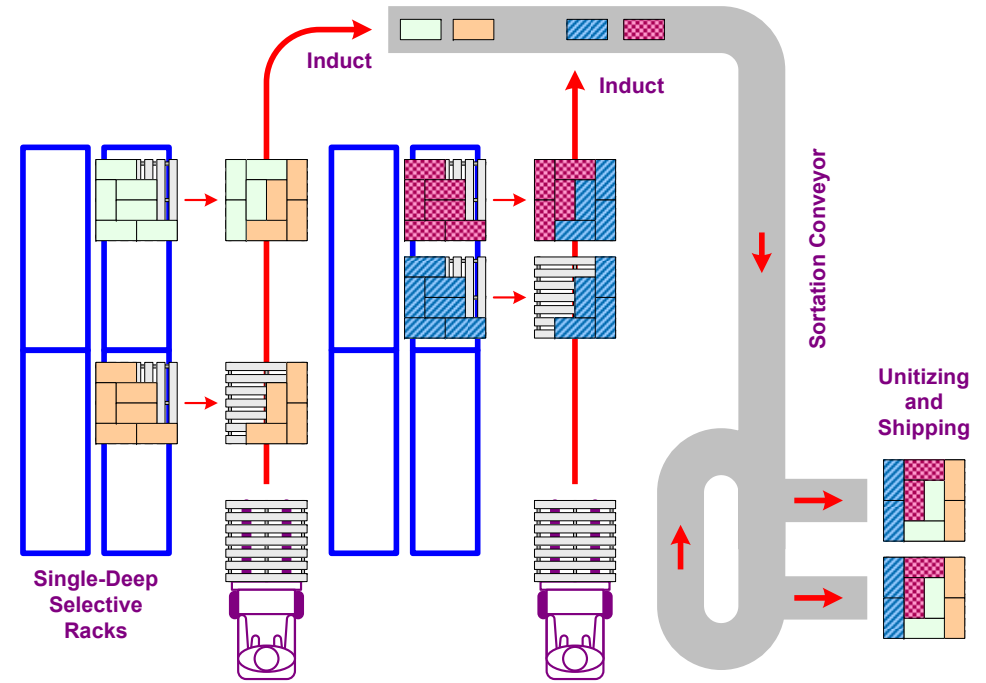 Induct
Induct
Sortation Conveyor
Unitizing
and
Shipping
Single-Deep
Selective
Racks